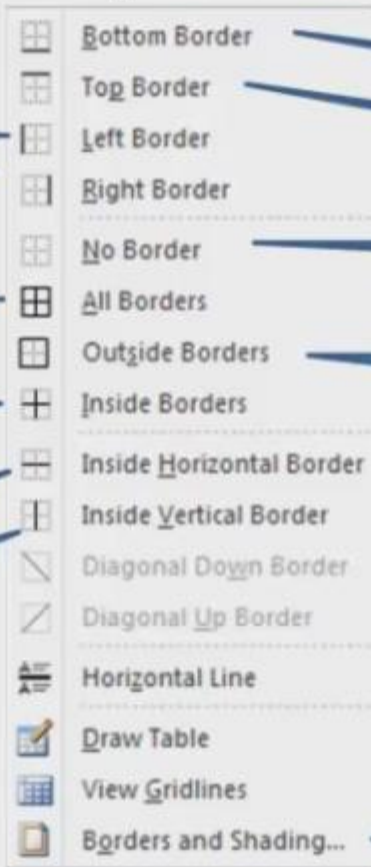 Bottom Border
Top Border
Left Border
Right Border
No Border
All Borders
Outside Borders
Inside Borders
Inside Horizontal Border
Inside Vertical Border
Diagonal Down Border
Diagonal Up Border
Horizontal Line
Draw Table
View Gridlines
Borders and Shading...